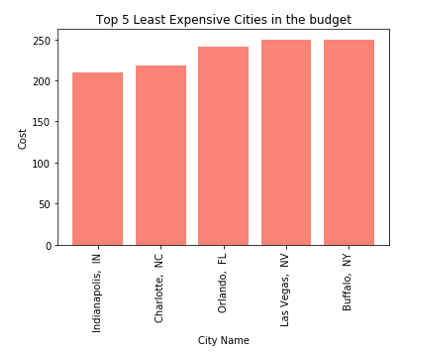 Top 5 Least Expensive Cities in the budget
250
200
150
100
50
0
Cost
Indianapolis, IN
Charlotte, NC
Orlando, FL
Las Vegas, NV
Buffalo, NY
City Name